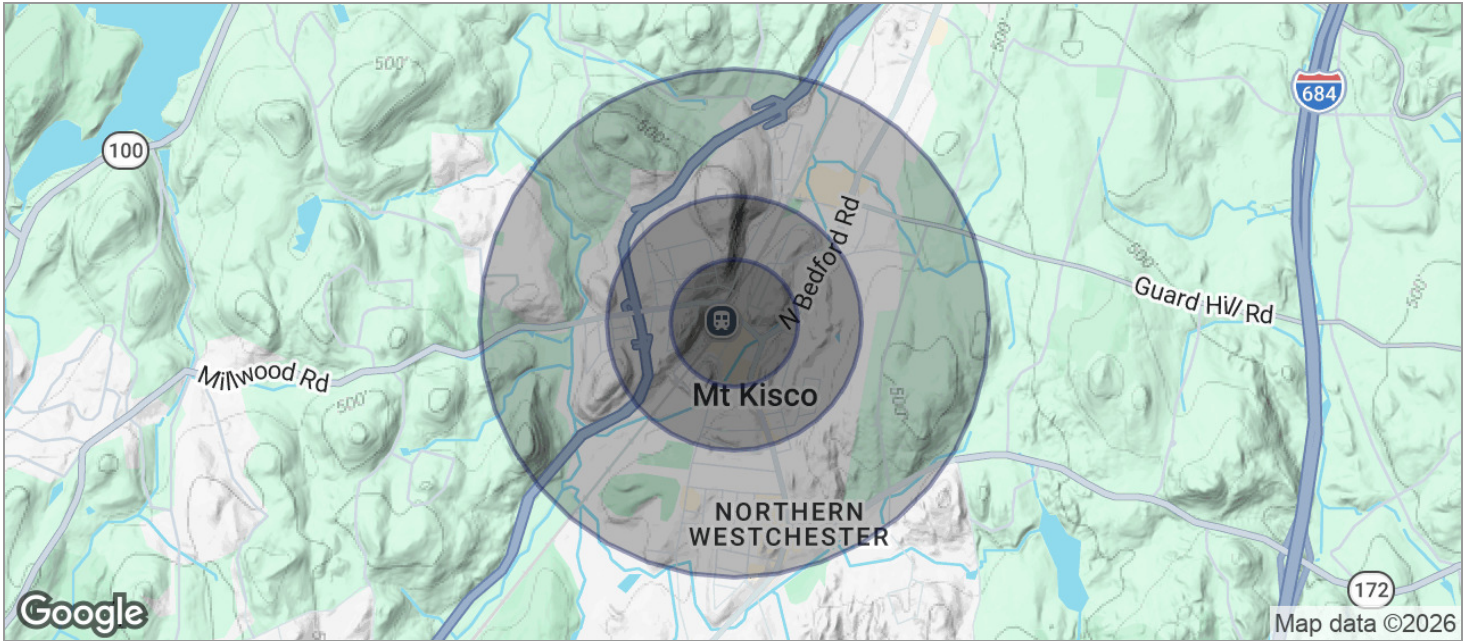 500'
500'
684
500'
100
N Bedford Rd
500'
Guard Hill Rd
500'
Millwood Rd
500'
Mt Kisco
500'
NORTHERN
WESTCHESTER
172
Google
Map data ©2026